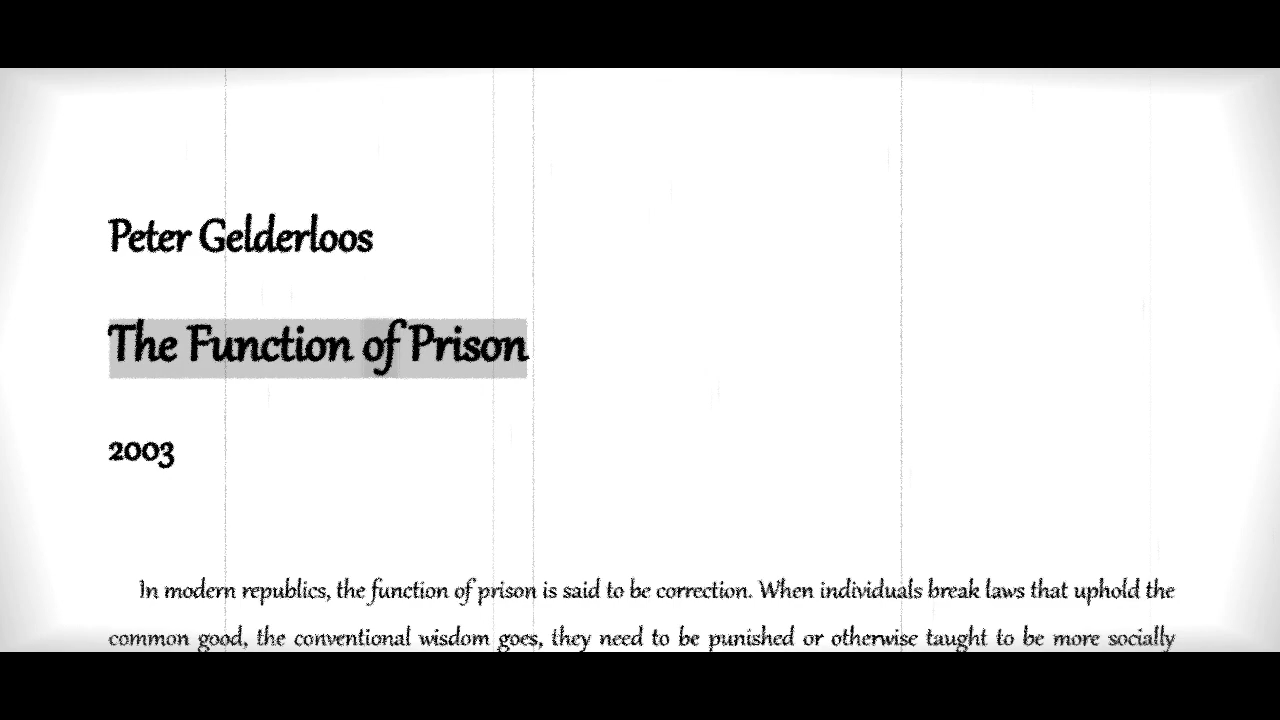 Peter Gelderloos
The Function of Prison
2003
In modern republics, the function of prison is said to be correction. When individuals break laws that uphold the
common good, the conventional wisdom goes, they need to be punished or otherwise taught to be more socially